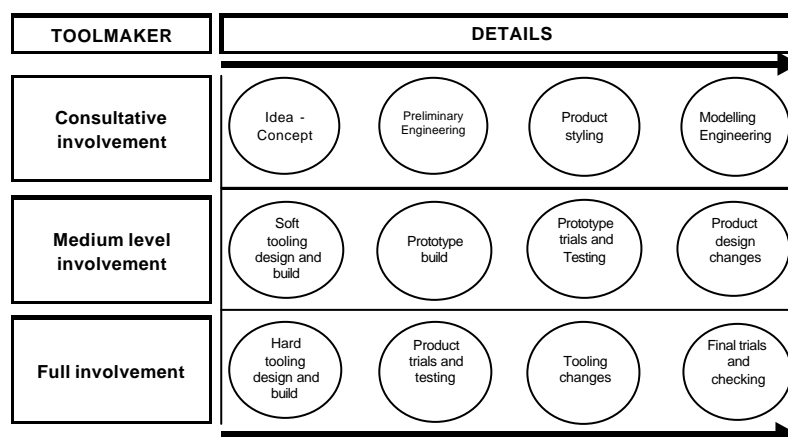 TOOLMAKER
DETAILS
Consultative
involvement
Idea -
Concept
Preliminary
Engineering
Product
styling
Modelling
Engineering
Medium level
involvement
Soft
tooling
design and
build
Prototype
build
Prototype
trials and
Testing
Product
design
changes
Full involvement
Hard
tooling
design and
build
Product
trials and
testing
Tooling
changes
Final trials
and
checking